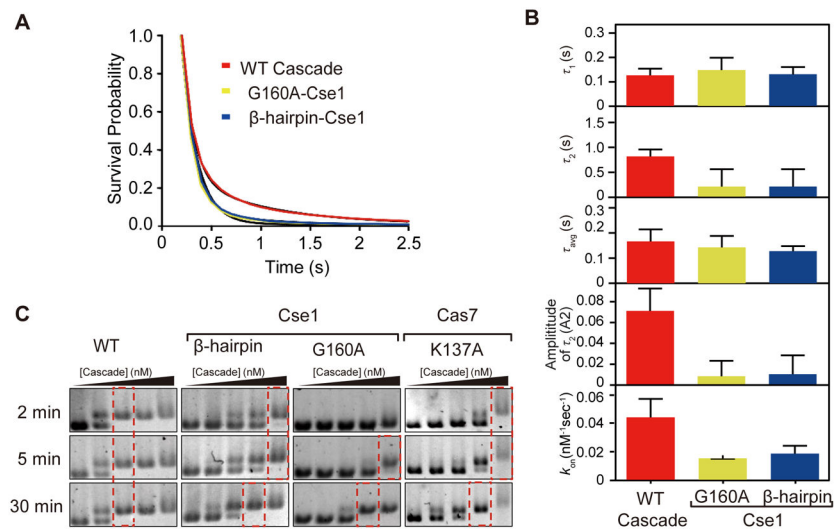 A
Survival Probability
1.0
0.8
0.6
0.4
0.2
0.0
WT Cascade
G160A-Cse1
β-hairpin-Cse1
0.5 1 1.5 2 2.5
Time (s)
B
τ1 (s)
0.3
0.2
0.1
0
τ2 (s)
1.5
1.0
0.5
0
τavg (s)
0.3
0.2
0.1
0
Ampltitude
of τ2 (A2)
0.08
0.06
0.04
0.02
0
kon (nM-1sec-1)
0.06
0.04
0.02
0
WT
Cascade
G160A β-hairpin
Cse1
C
Cse1 Cas7
WT β-hairpin G160A K137A
[Cascade] (nM) [Cascade] (nM) [Cascade] (nM) [Cascade] (nM)
2 min
5 min
30 min